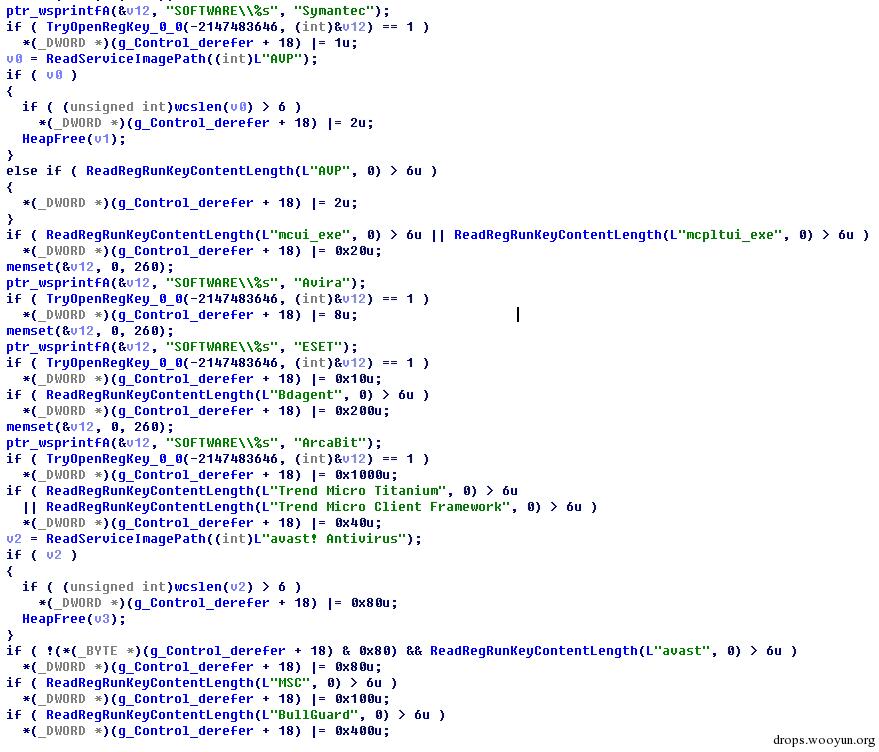 ptr_wsprintfA(&v12, "SOFTWARE\\%s", "Symantec");
if ( TryOpenRegKey_0_0(-2147483646, (int)&v12) == 1 )
  *(_DWORD *)(g_Control_derefer + 18) |= 1u;
v0 = ReadServiceImagePath((int)L"AVP");
if ( v0 )
{
  if ( (unsigned int)wcslen(v0) > 6 )
    *(_DWORD *)(g_Control_derefer + 18) |= 2u;
  HeapFree(v1);
}
else if ( ReadRegRunKeyContentLength(L"AVP", 0) > 6u )
{
  *(_DWORD *)(g_Control_derefer + 18) |= 2u;
}
if ( ReadRegRunKeyContentLength(L"mcui_exe", 0) > 6u || ReadRegRunKeyContentLength(L"mcpltui_exe", 0) > 6u )
  *(_DWORD *)(g_Control_derefer + 18) |= 0x20u;
memset(&v12, 0, 260);
ptr_wsprintfA(&v12, "SOFTWARE\\%s", "Avira");
if ( TryOpenRegKey_0_0(-2147483646, (int)&v12) == 1 )
  *(_DWORD *)(g_Control_derefer + 18) |= 8u;
memset(&v12, 0, 260);
ptr_wsprintfA(&v12, "SOFTWARE\\%s", "ESET");
if ( TryOpenRegKey_0_0(-2147483646, (int)&v12) == 1 )
  *(_DWORD *)(g_Control_derefer + 18) |= 0x10u;
if ( ReadRegRunKeyContentLength(L"Bdagent", 0) > 6u )
  *(_DWORD *)(g_Control_derefer + 18) |= 0x200u;
memset(&v12, 0, 260);
ptr_wsprintfA(&v12, "SOFTWARE\\%s", "ArcaBit");
if ( TryOpenRegKey_0_0(-2147483646, (int)&v12) == 1 )
  *(_DWORD *)(g_Control_derefer + 18) |= 0x1000u;
if ( ReadRegRunKeyContentLength(L"Trend Micro Titanium", 0) > 6u
  || ReadRegRunKeyContentLength(L"Trend Micro Client Framework", 0) > 6u )
  *(_DWORD *)(g_Control_derefer + 18) |= 0x40u;
v2 = ReadServiceImagePath((int)L"avast! Antivirus");
if ( v2 )
{
  if ( (unsigned int)wcslen(v2) > 6 )
    *(_DWORD *)(g_Control_derefer + 18) |= 0x80u;
  HeapFree(v3);
}
if ( !(*(_BYTE *)(g_Control_derefer + 18) & 0x80) && ReadRegRunKeyContentLength(L"avast", 0) > 6u )
  *(_DWORD *)(g_Control_derefer + 18) |= 0x80u;
if ( ReadRegRunKeyContentLength(L"MSC", 0) > 6u )
  *(_DWORD *)(g_Control_derefer + 18) |= 0x100u;
if ( ReadRegRunKeyContentLength(L"BullGuard", 0) > 6u )
  *(_DWORD *)(g_Control_derefer + 18) |= 0x400u;
drops.wooyun.org